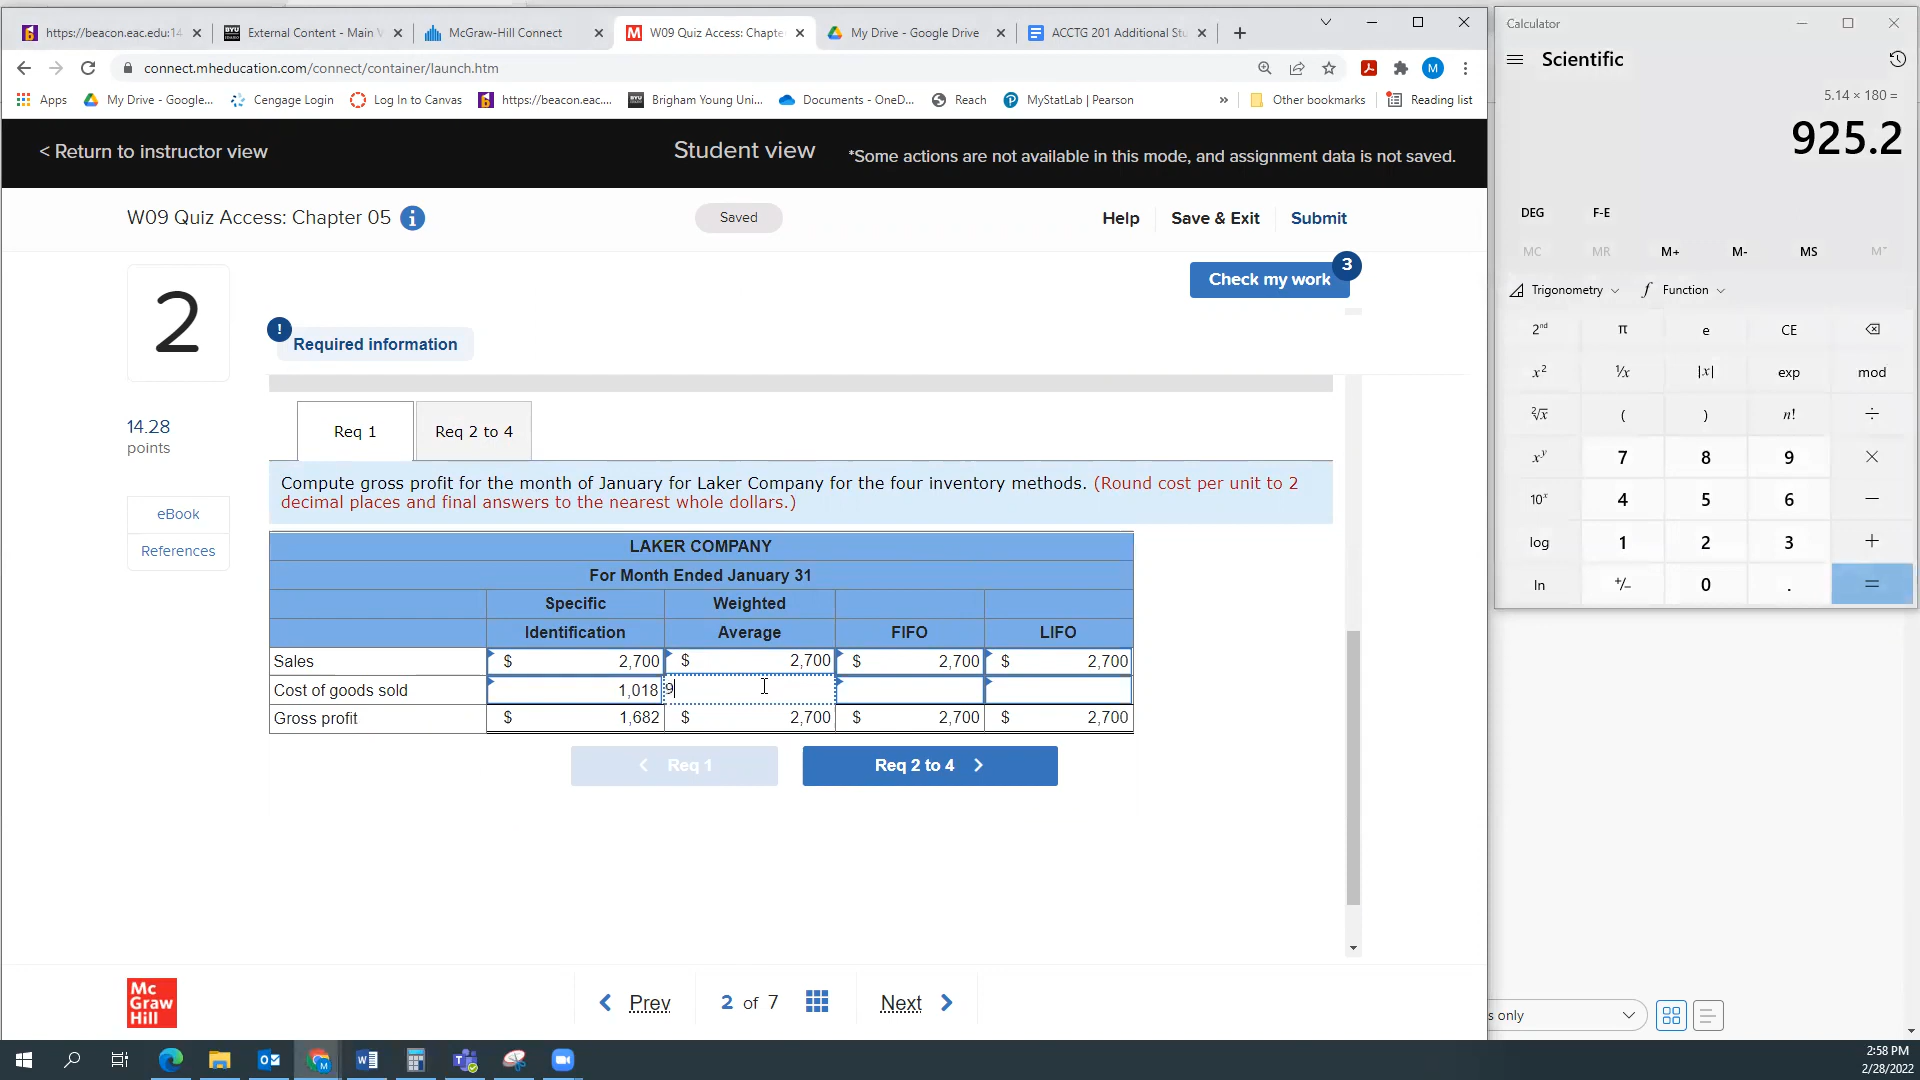 https://beacon.eac.edu:14
External Content - Main V
McGraw-Hill Connect
M W09 Quiz Access: Chapte
My Drive - Google Drive
ACCTG 201 Additional Stu
connect.mheducation.com/connect/container/launch.htm
M
Apps
My Drive - Google...
Cengage Login
Log In to Canvas
https://beacon.eac....
Brigham Young Uni...
Documents - OneD...
Reach
MyStatLab | Pearson
»
Other bookmarks
Reading list
< Return to instructor view
Student view
*Some actions are not available in this mode, and assignment data is not saved.
W09 Quiz Access: Chapter 05 i
Saved
Help
Save & Exit
Submit
2
14.28
points
eBook
References
Check my work
3
!
Required information
Req 1
Req 2 to 4
Compute gross profit for the month of January for Laker Company for the four inventory methods. (Round cost per unit to 2
decimal places and final answers to the nearest whole dollars.)
LAKER COMPANY
For Month Ended January 31
Specific Weighted
Identification Average FIFO LIFO
Sales $ 2,700 $ 2,700 $ 2,700 $ 2,700
Cost of goods sold 1,018 9
Gross profit $ 1,682 $ 2,700 $ 2,700 $ 2,700
< Req 1
Req 2 to 4 >
Mc
Graw
Hill
< Prev
2 of 7
Next >
Calculator
Scientific
5.14 × 180 =
925.2
DEG
F-E
MC MR M+ M- MS M˅
Trigonometry
f Function
2nd π e CE
x² ¹/x |x| exp mod
²√x ( ) n! ÷
xʸ 7 8 9 ×
10ˣ 4 5 6 −
log 1 2 3 +
ln +/− 0 . =
s only
2:58 PM
2/28/2022